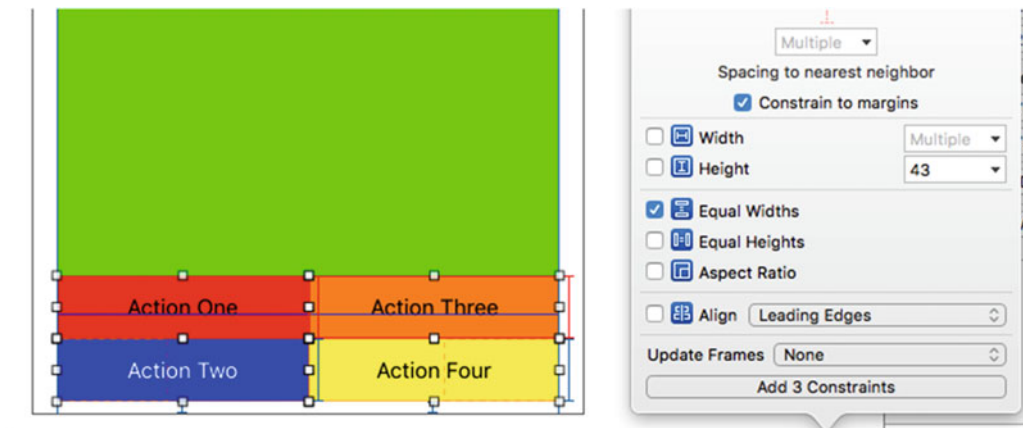 Action One
Action Three
Action Two
Action Four
Multiple
Spacing to nearest neighbor
Constrain to margins
Width
Multiple
Height
43
Equal Widths
Equal Heights
Aspect Ratio
Align
Leading Edges
Update Frames
None
Add 3 Constraints